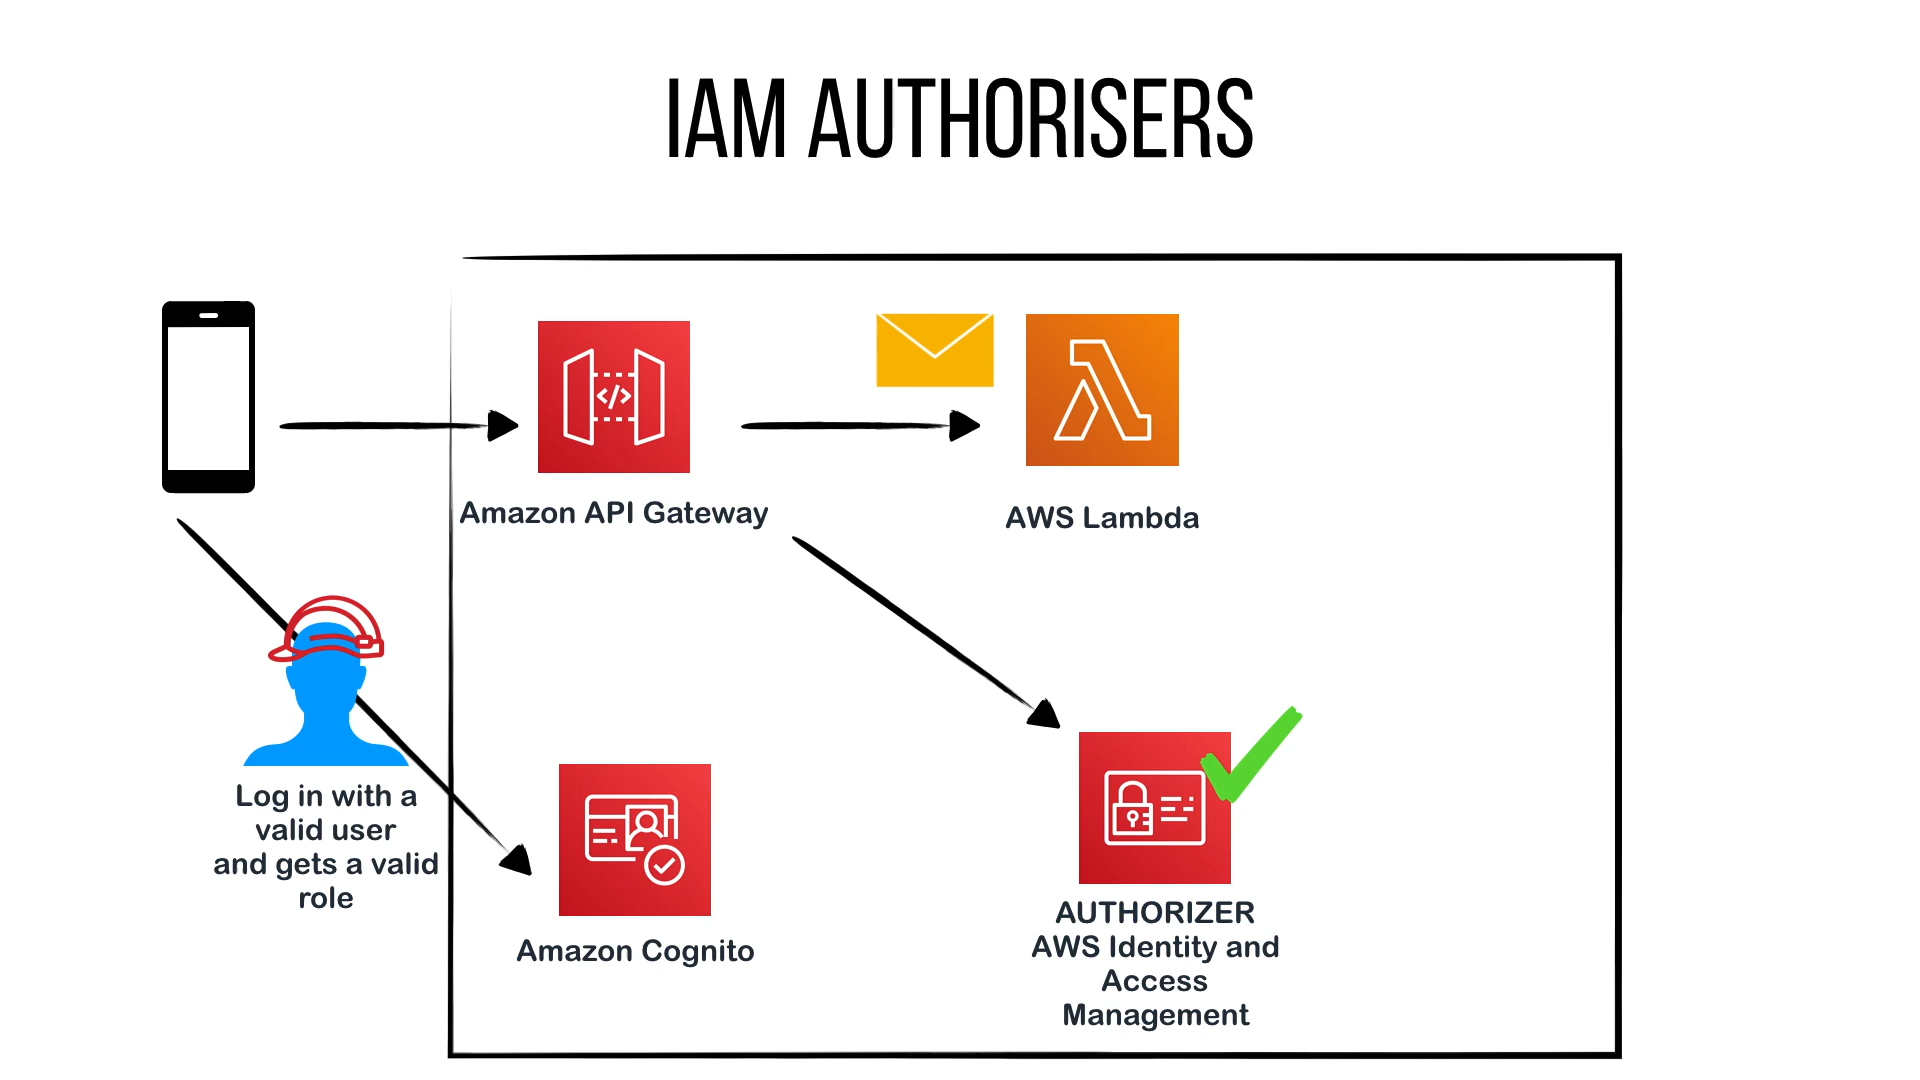 IAM AUTHORISERS
Amazon API Gateway
AWS Lambda
Log in with a
valid user
and gets a valid
role
Amazon Cognito
AUTHORIZER
AWS Identity and
Access
Management